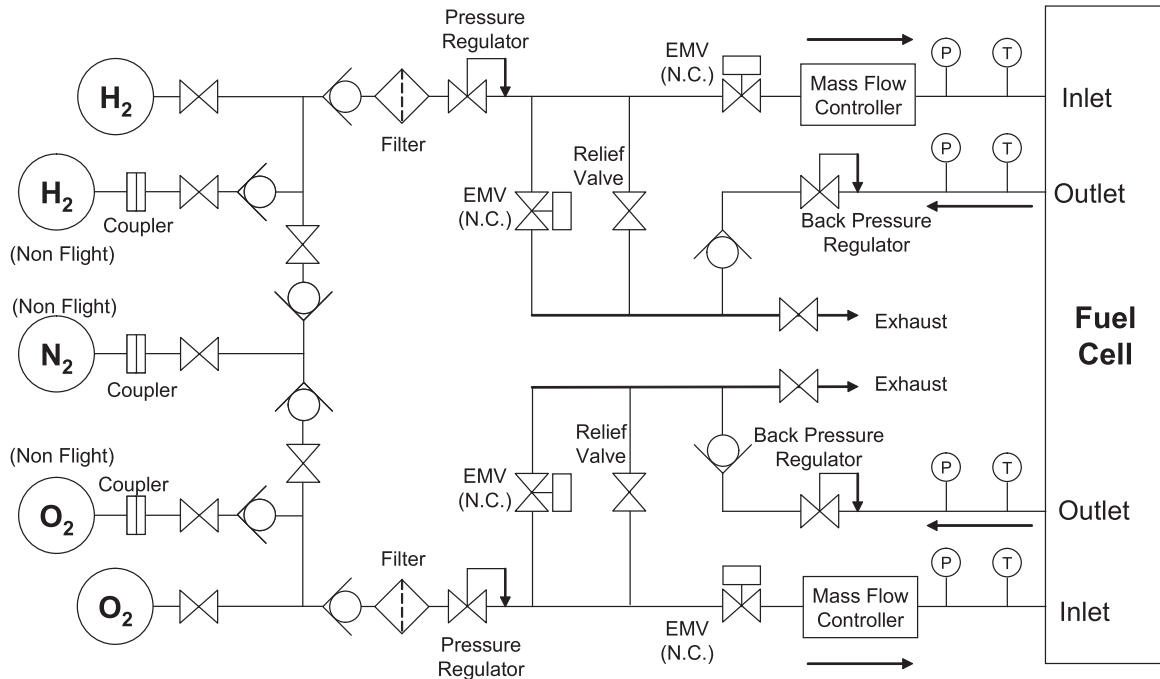 Pressure
Regulator
EMV
(N.C.)
P
T
H2
Mass Flow
Controller
Inlet
Filter
Relief
Valve
P
T
H2
Coupler
EMV
(N.C.)
Outlet
Back Pressure
Regulator
(Non Flight)
(Non Flight)
Exhaust
Fuel
Cell
N2
Coupler
Exhaust
(Non Flight)
Coupler
Relief
Valve
Back Pressure
Regulator
EMV
(N.C.)
P
T
O2
Outlet
Filter
P
T
O2
Mass Flow
Controller
Inlet
Pressure
Regulator
EMV
(N.C.)